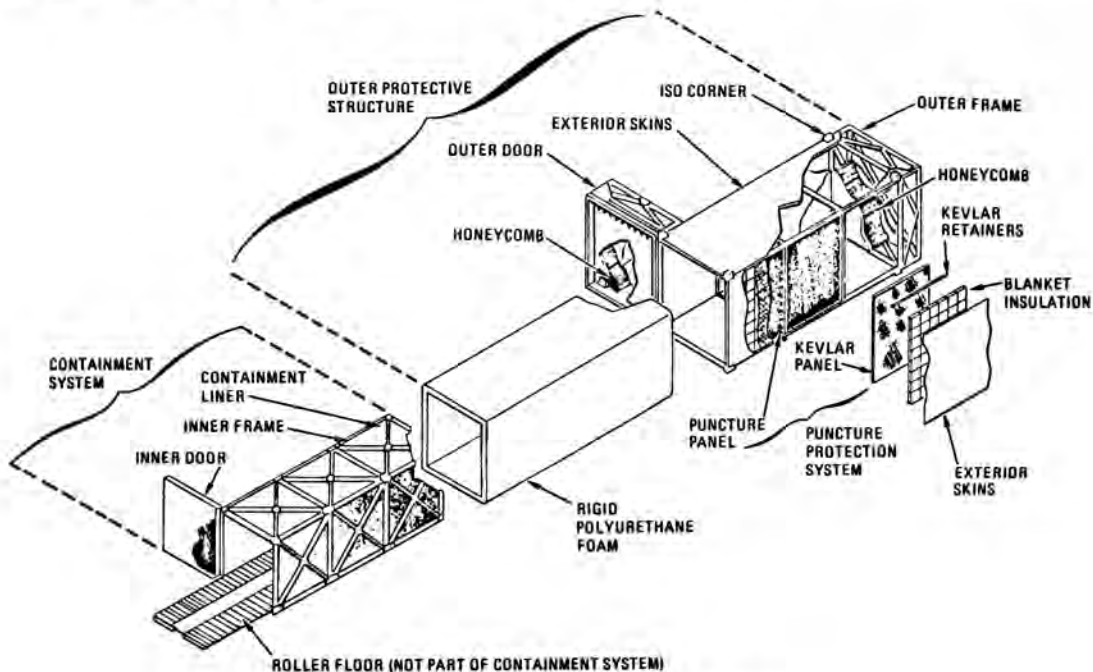 OUTER PROTECTIVE
STRUCTURE
ISO CORNER
OUTER FRAME
EXTERIOR SKINS
OUTER DOOR
HONEYCOMB
HONEYCOMB
KEVLAR
RETAINERS
BLANKET
INSULATION
CONTAINMENT
SYSTEM
CONTAINMENT
LINER
INNER FRAME
INNER DOOR
KEVLAR
PANEL
PUNCTURE
PANEL
PUNCTURE
PROTECTION
SYSTEM
EXTERIOR
SKINS
RIGID
POLYURETHANE
FOAM
ROLLER FLOOR (NOT PART OF CONTAINMENT SYSTEM)